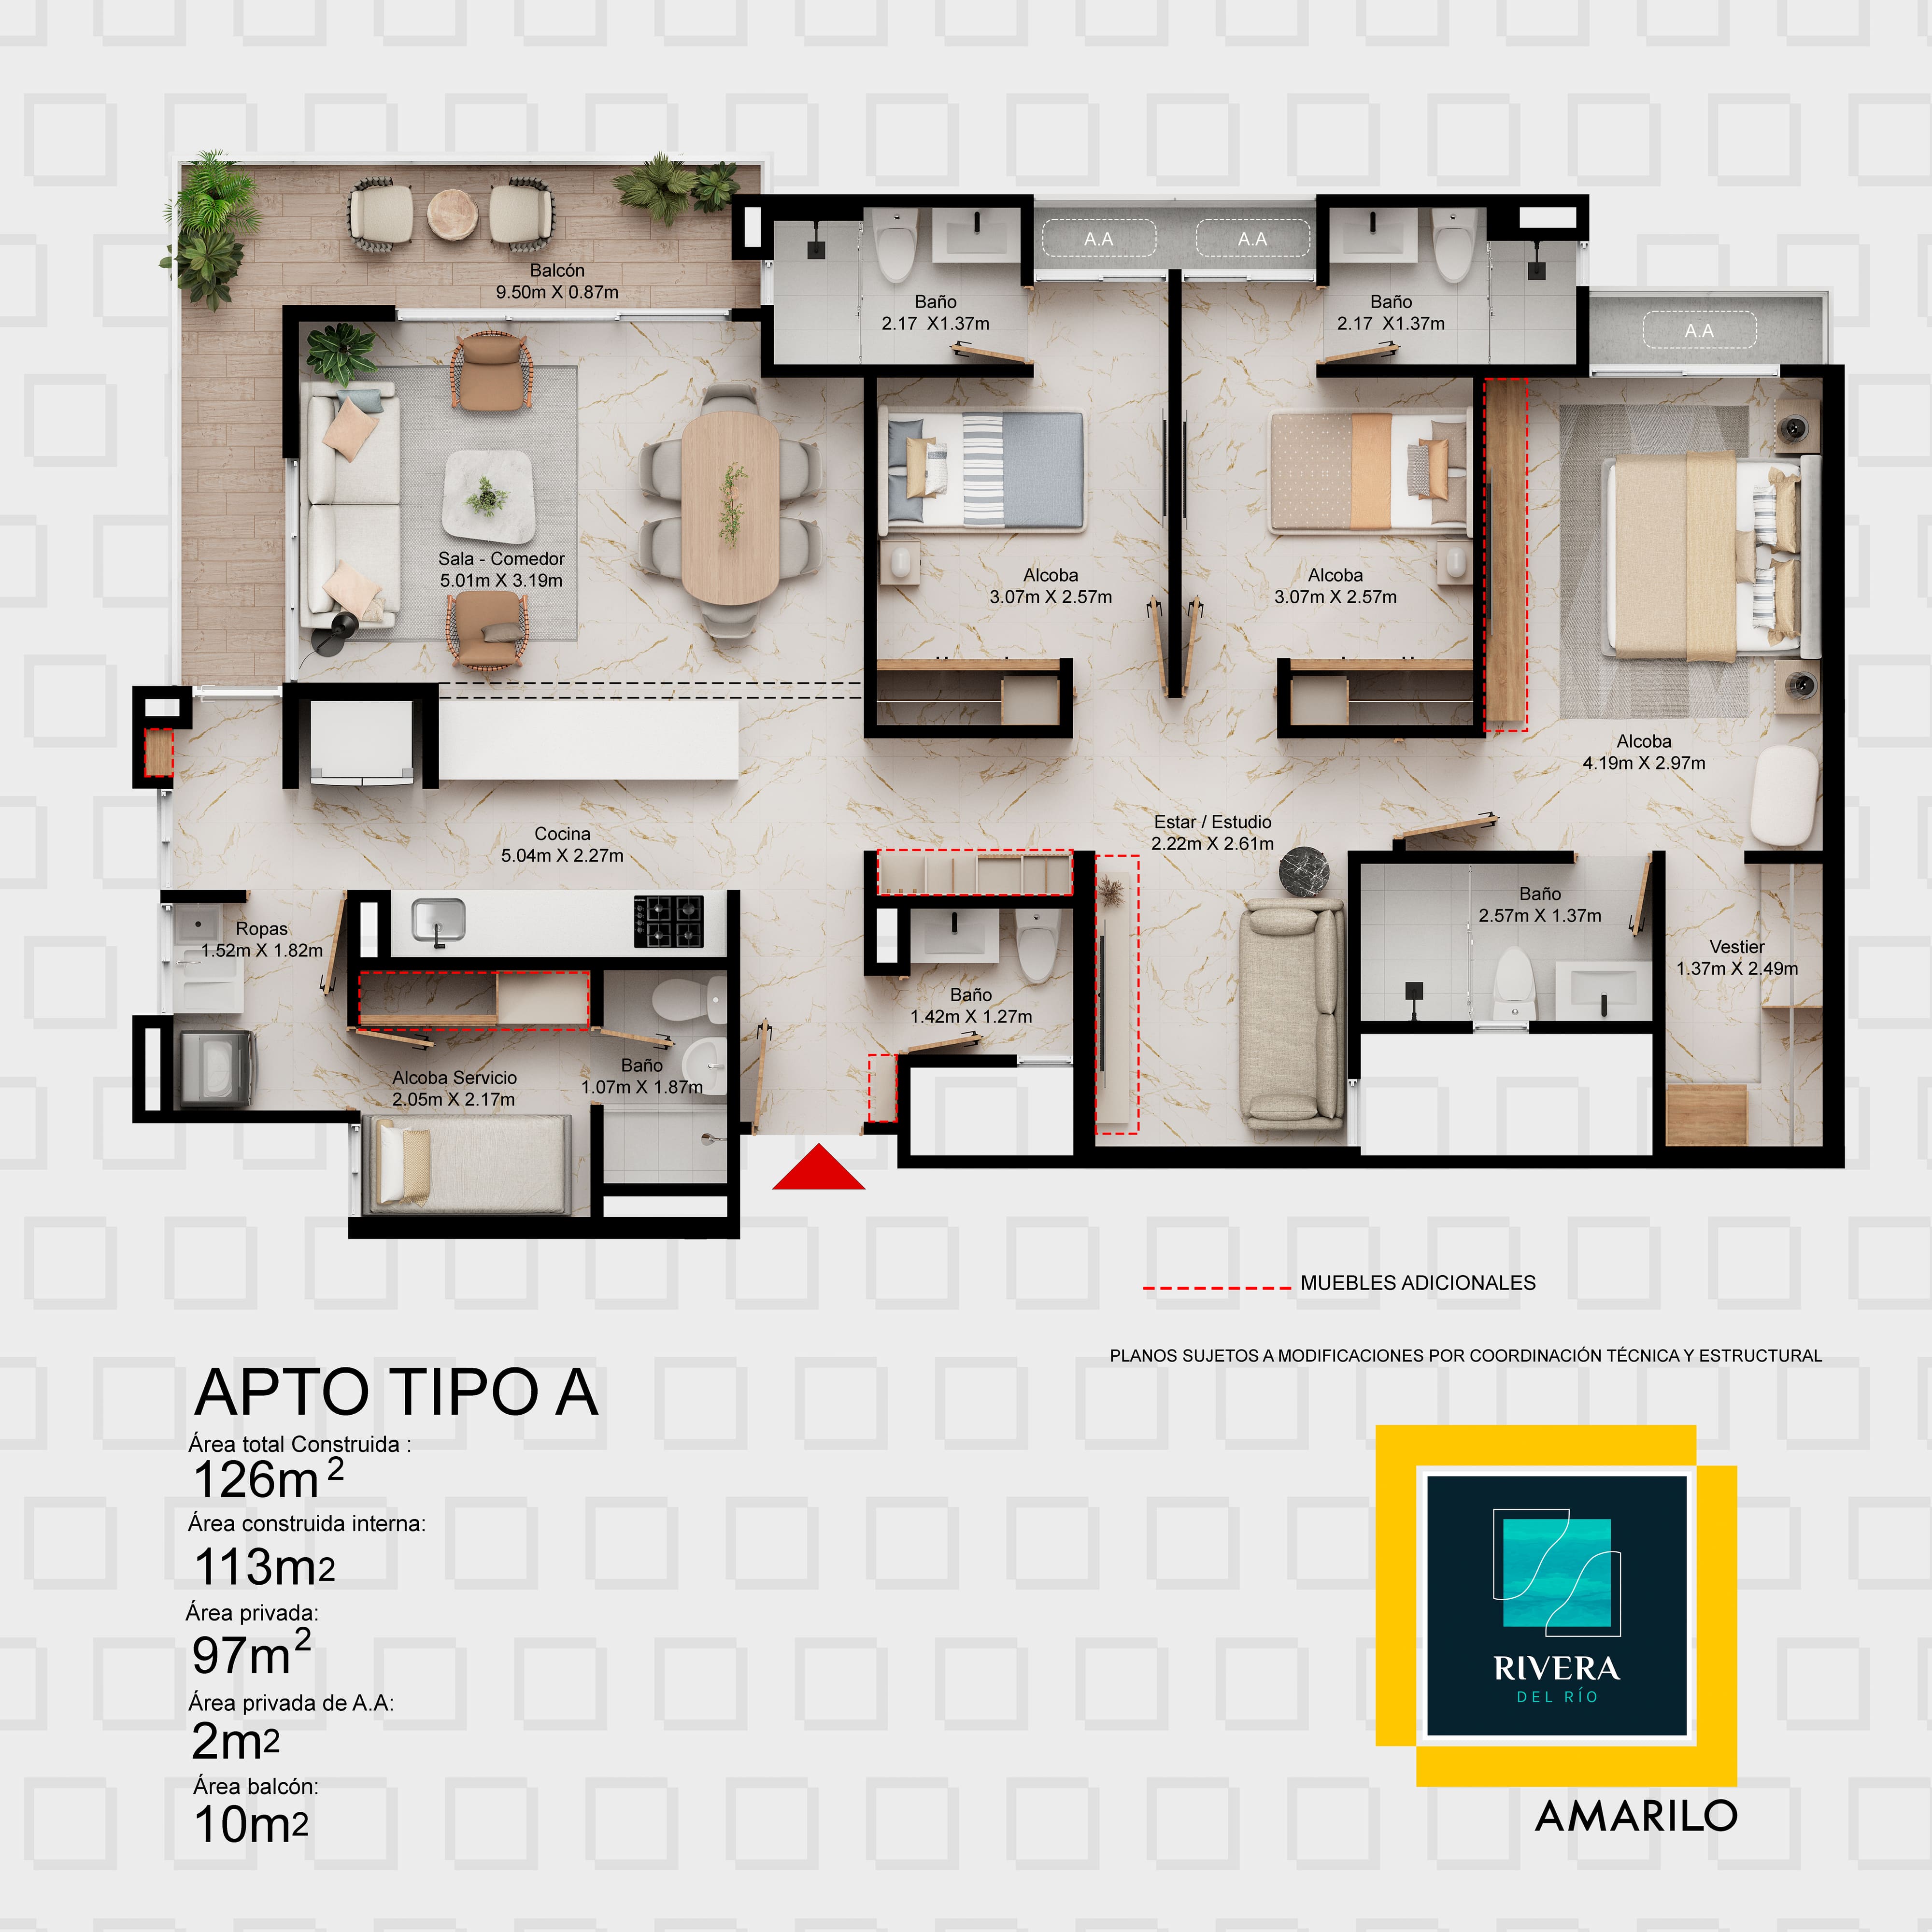 Balcón
9.50m X 0.87m
A.A
A.A
Baño
2.17 X1.37m
Baño
2.17 X1.37m
A.A
Sala - Comedor
5.01m X 3.19m
Alcoba
3.07m X 2.57m
Alcoba
3.07m X 2.57m
Alcoba
4.19m X 2.97m
Cocina
5.04m X 2.27m
Estar / Estudio
2.22m X 2.61m
Ropas
1.52m X 1.82m
Baño
2.57m X 1.37m
Vestier
1.37m X 2.49m
Baño
1.42m X 1.27m
Alcoba Servicio
2.05m X 2.17m
Baño
1.07m X 1.87m
MUEBLES ADICIONALES
PLANOS SUJETOS A MODIFICACIONES POR COORDINACIÓN TÉCNICA Y ESTRUCTURAL
APTO TIPO A
Área total Construida :
126m2
Área construida interna:
113m2
Área privada:
97m2
Área privada de A.A:
2m2
Área balcón:
10m2
RIVERA
DEL RÍO
AMARILO